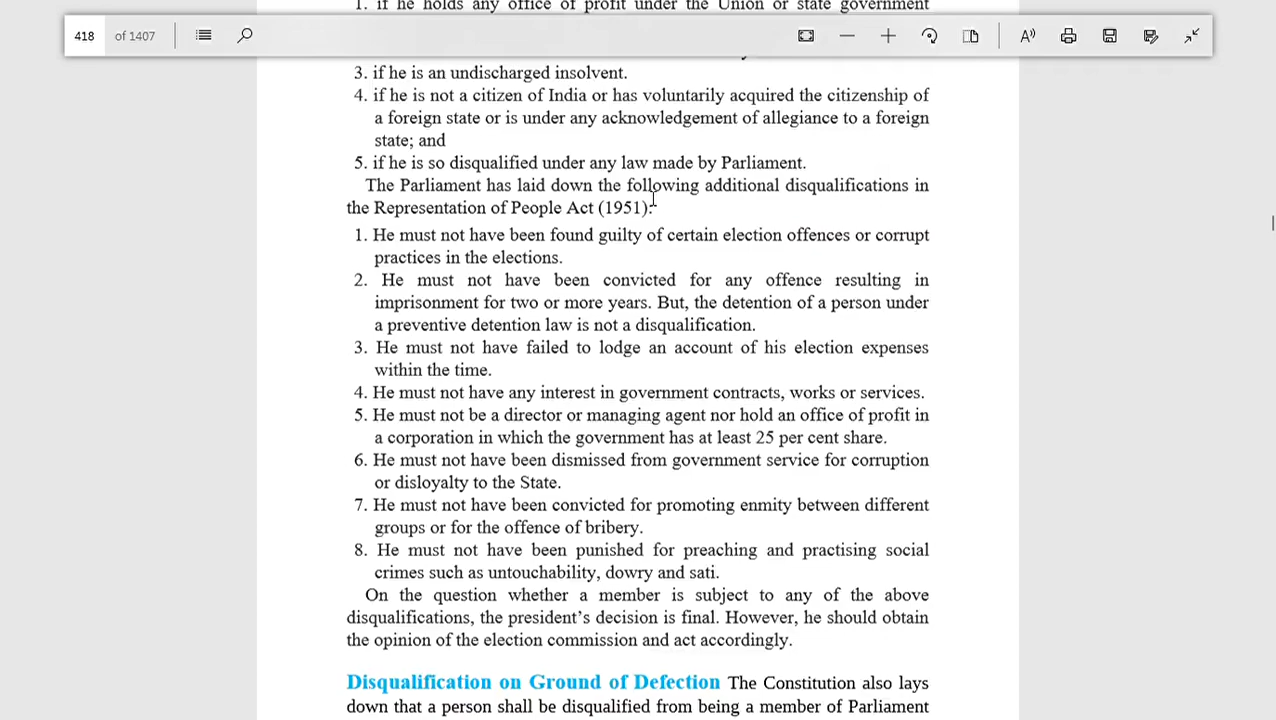 1. if he holds any office of profit under the Union or state government
418 of 1407
3. if he is an undischarged insolvent.
4. if he is not a citizen of India or has voluntarily acquired the citizenship of
a foreign state or is under any acknowledgement of allegiance to a foreign
state; and
5. if he is so disqualified under any law made by Parliament.
The Parliament has laid down the following additional disqualifications in
the Representation of People Act (1951):
1. He must not have been found guilty of certain election offences or corrupt
practices in the elections.
2. He must not have been convicted for any offence resulting in
imprisonment for two or more years. But, the detention of a person under
a preventive detention law is not a disqualification.
3. He must not have failed to lodge an account of his election expenses
within the time.
4. He must not have any interest in government contracts, works or services.
5. He must not be a director or managing agent nor hold an office of profit in
a corporation in which the government has at least 25 per cent share.
6. He must not have been dismissed from government service for corruption
or disloyalty to the State.
7. He must not have been convicted for promoting enmity between different
groups or for the offence of bribery.
8. He must not have been punished for preaching and practising social
crimes such as untouchability, dowry and sati.
On the question whether a member is subject to any of the above
disqualifications, the president’s decision is final. However, he should obtain
the opinion of the election commission and act accordingly.
Disqualification on Ground of Defection The Constitution also lays
down that a person shall be disqualified from being a member of Parliament